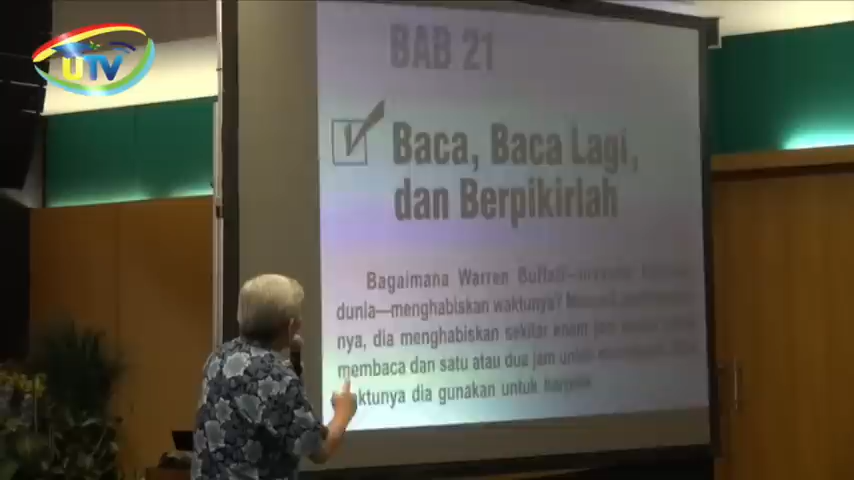 UTV
BAB 21
Baca, Baca Lagi,
dan Berpikirlah
Bagaimana Warren Buffett
dunia—menghabiskan waktunya?
nya, dia menghabiskan sekitar enam jam
membaca dan satu atau dua jam untuk
waktunya dia gunakan untuk